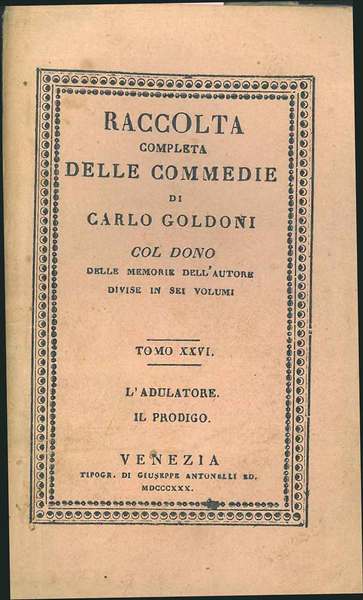 RACCOLTA
COMPLETA
DELLE COMMEDIE
DI
CARLO GOLDONI
COL DONO
DELLE MEMORIE DELL'AUTORE
DIVISE IN SEI VOLUMI
TOMO XXVI.
L'ADULATORE.
IL PRODIGO.
VENEZIA
TIPOGR. DI GIUSEPPE ANTONELLI ED.
MDCCCXXX.